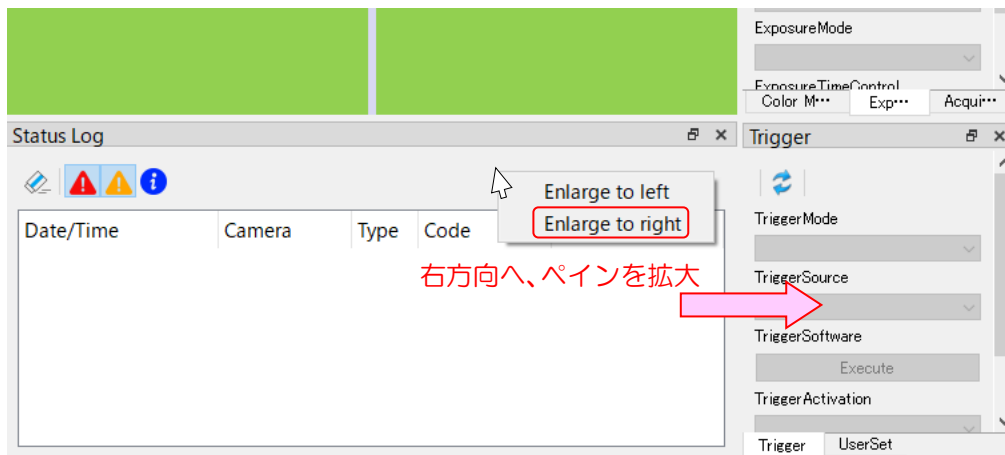 ExposureMode
ExposureTimeControl
Color M… Exp… Acqui…
Status Log
Trigger
Enlarge to left
Enlarge to right
Date/Time Camera Type Code
TriggerMode
右方向へ、ペインを拡大
TriggerSource
TriggerSoftware
Execute
TriggerActivation
Trigger UserSet